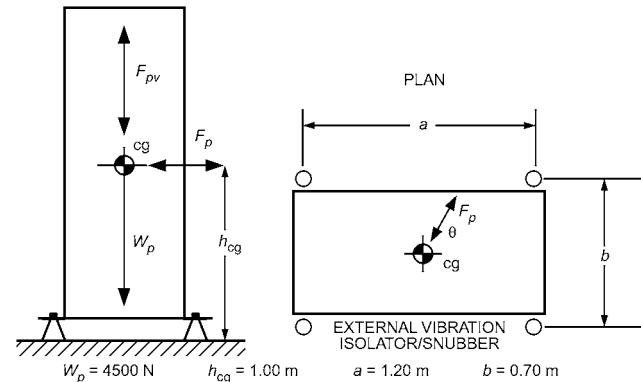 F_pv
cg
F_p
W_p
h_cg
PLAN
a
F_p
θ
cg
b
EXTERNAL VIBRATION
ISOLATOR/SNUBBER
W_p = 4500 N h_cg = 1.00 m a = 1.20 m b = 0.70 m